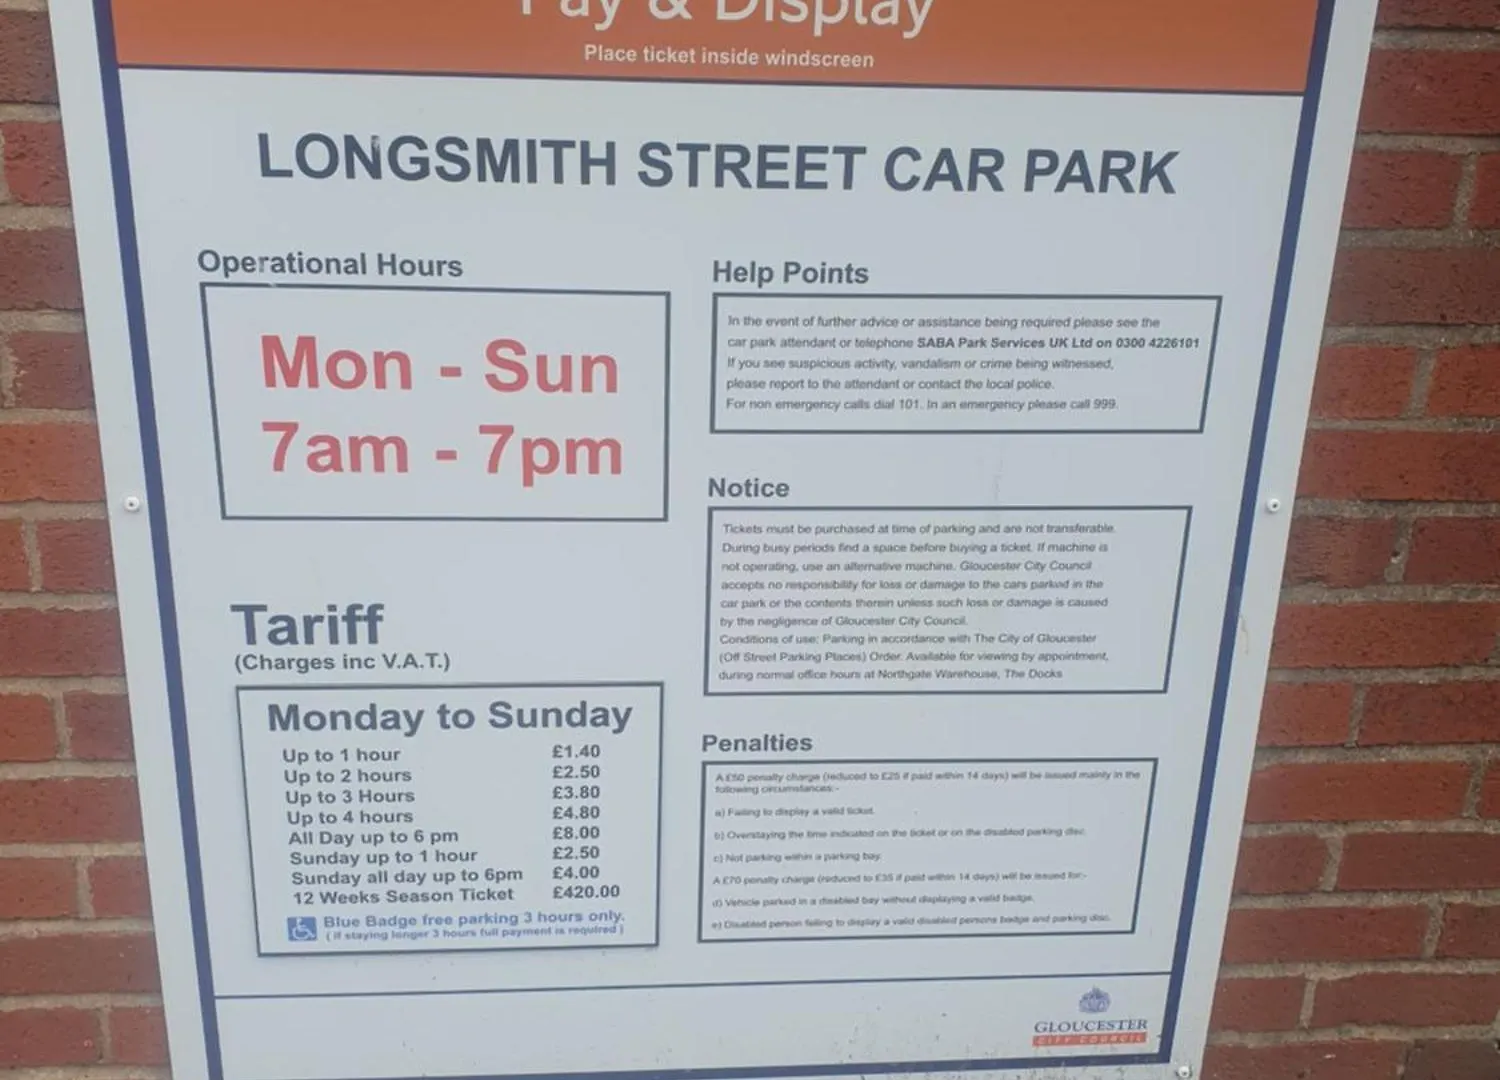 Pay & Display
Place ticket inside windscreen
LONGSMITH STREET CAR PARK
Operational Hours
Mon - Sun
7am - 7pm
Tariff
(Charges inc V.A.T.)
Monday to Sunday
Up to 1 hour £1.40
Up to 2 hours £2.50
Up to 3 Hours £3.80
Up to 4 hours £4.80
All Day up to 6 pm £8.00
Sunday up to 1 hour £2.50
Sunday all day up to 6pm £4.00
12 Weeks Season Ticket £420.00
Blue Badge free parking 3 hours only.
( if staying longer 3 hours full payment is required )
Help Points
In the event of further advice or assistance being required please see the
car park attendant or telephone SABA Park Services UK Ltd on 0300 4226101
If you see suspicious activity, vandalism or crime being witnessed,
please report to the attendant or contact the local police.
For non emergency calls dial 101. In an emergency please call 999.
Notice
Tickets must be purchased at time of parking and are not transferable.
During busy periods find a space before buying a ticket. If machine is
not operating, use an alternative machine. Gloucester City Council
accepts no responsibility for loss or damage to the cars parked in the
car park or the contents therein unless such loss or damage is caused
by the negligence of Gloucester City Council.
Conditions of use: Parking in accordance with The City of Gloucester
(Off Street Parking Places) Order. Available for viewing by appointment,
during normal office hours at Northgate Warehouse, The Docks
Penalties
A £50 penalty charge (reduced to £25 if paid within 14 days) will be issued mainly in the
following circumstances:-
a) Failing to display a valid ticket.
b) Overstaying the time indicated on the ticket or on the disabled parking disc.
c) Not parking within a parking bay.
A £70 penalty charge (reduced to £35 if paid within 14 days) will be issued for:-
d) Vehicle parked in a disabled bay without displaying a valid badge.
e) Disabled person failing to display a valid disabled persons badge and parking disc.
GLOUCESTER
CITY COUNCIL